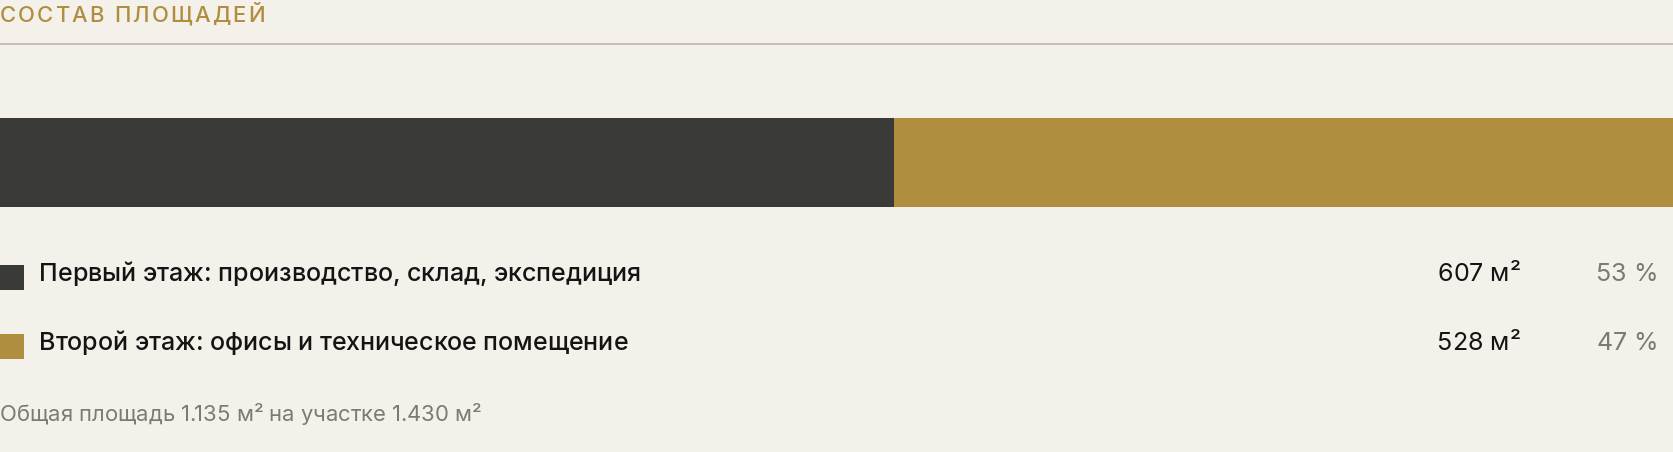 СОСТАВ ПЛОЩАДЕЙ
Первый этаж: производство, склад, экспедиция 607 м² 53 %
Второй этаж: офисы и техническое помещение 528 м² 47 %
Общая площадь 1.135 м² на участке 1.430 м²